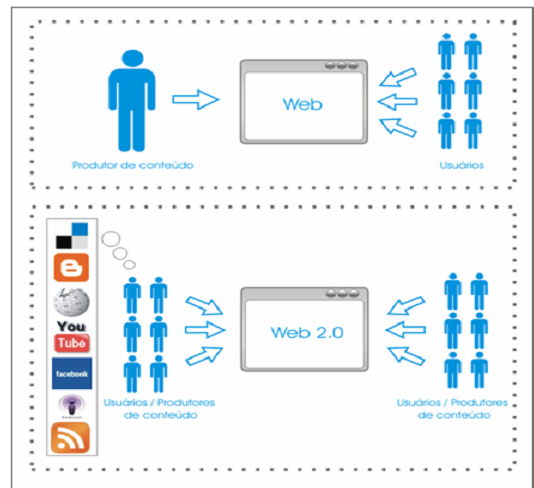 Web
Produtor de conteúdo
Usuários
You
Tube
facebook
Web 2.0
Usuários / Produtores
de conteúdo
Usuários / Produtores
de conteúdo